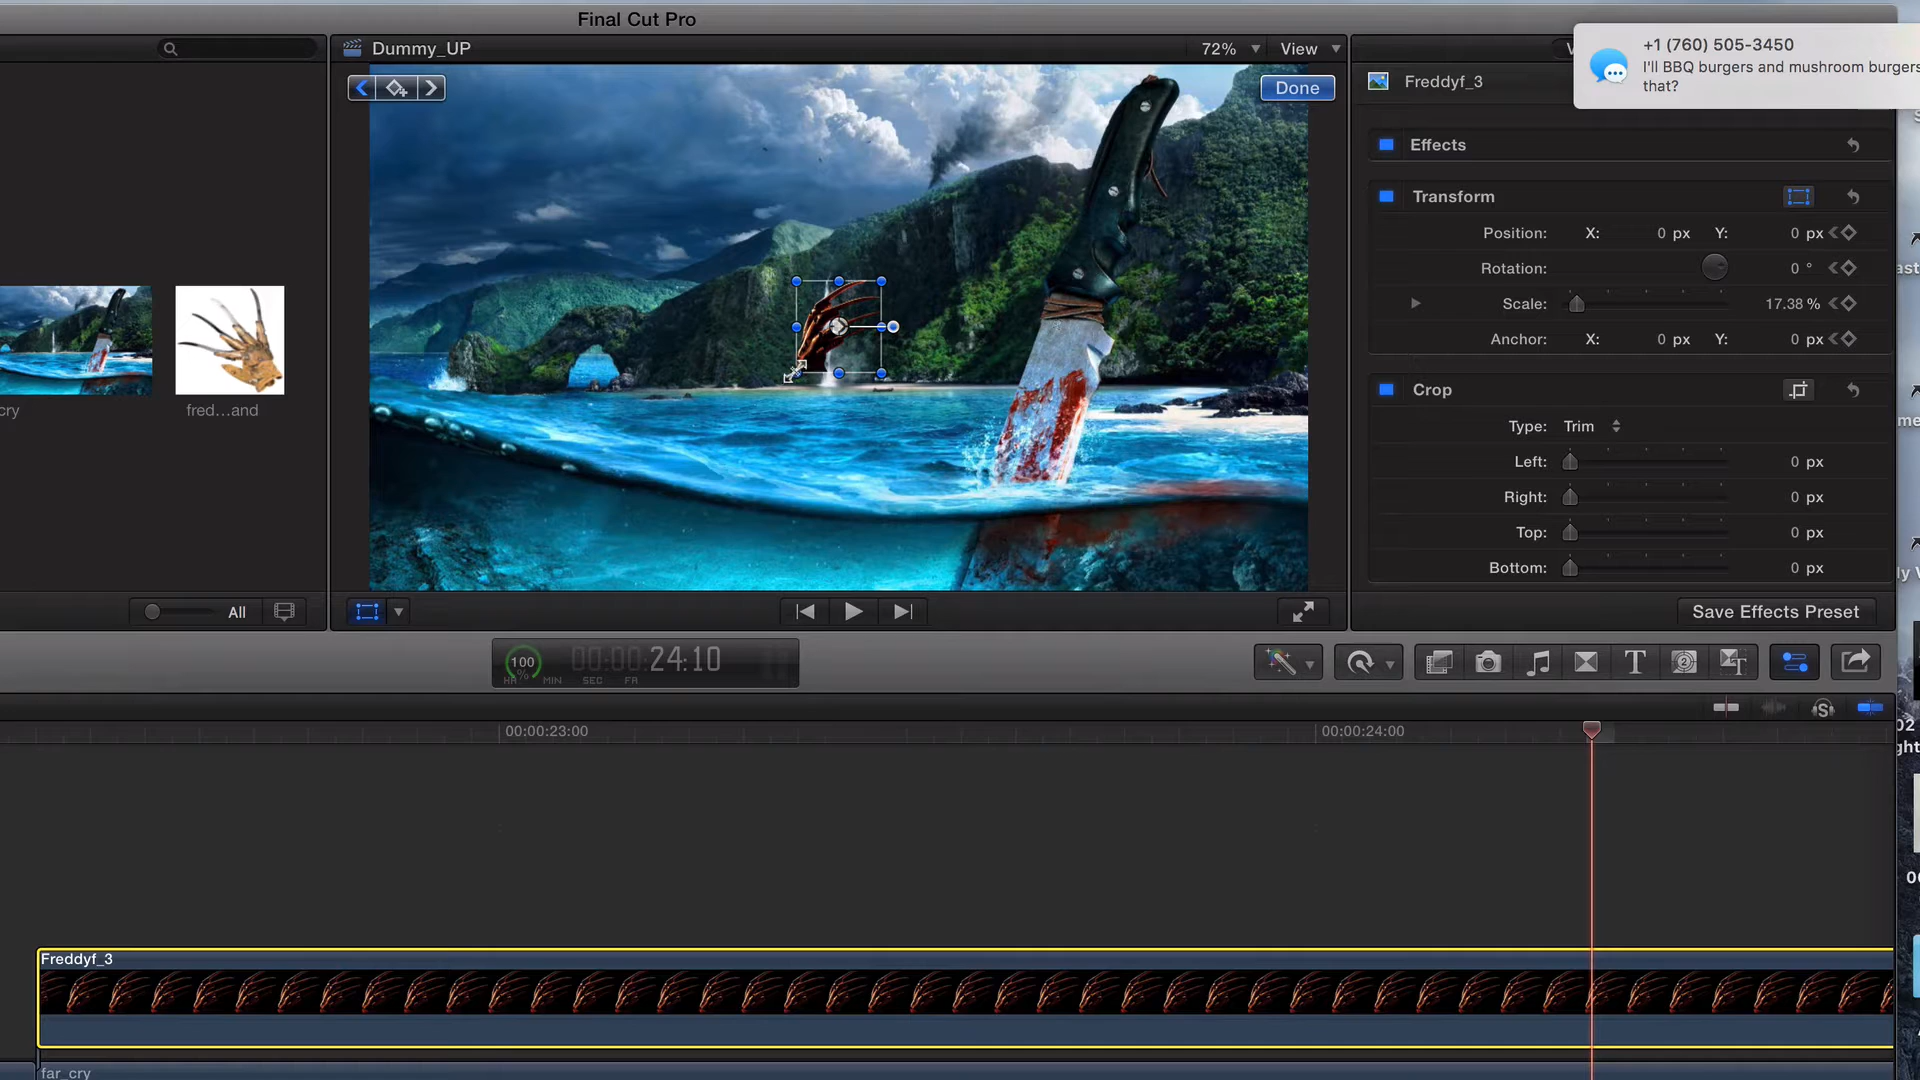 Final Cut Pro
Dummy_UP
72%
View
+1 (760) 505-3450
I'll BBQ burgers and mushroom burgers
that?
Done
Freddyf_3
Effects
Transform
Position: X: 0 px Y: 0 px
Rotation: 0 °
Scale: 17.38 %
Anchor: X: 0 px Y: 0 px
Crop
Type: Trim
Left: 0 px
Right: 0 px
Top: 0 px
Bottom: 0 px
cry
fred...and
All
Save Effects Preset
100
%
00:00:24:10
HR MIN SEC FR
00:00:23:00
00:00:24:00
Freddyf_3
far_cry